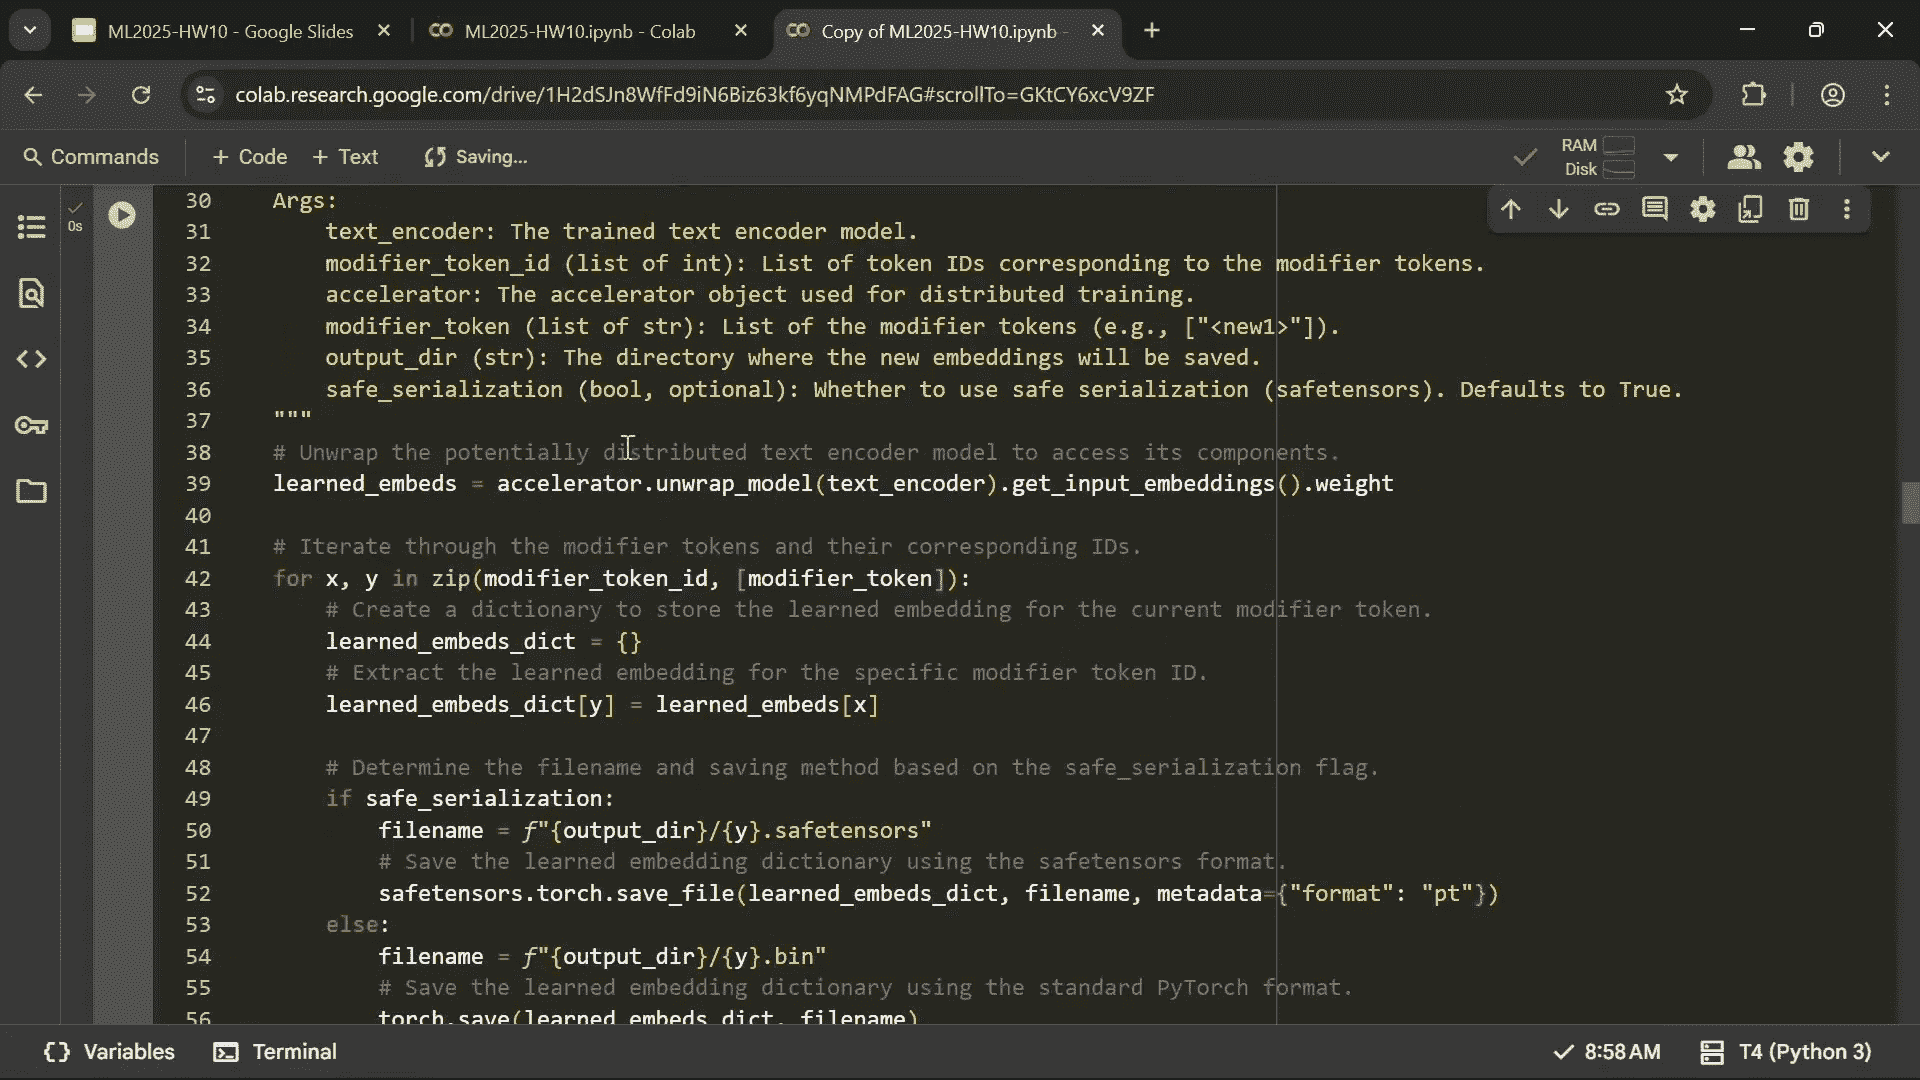 ML2025-HW10 - Google Slides
ML2025-HW10.ipynb - Colab
Copy of ML2025-HW10.ipynb -
colab.research.google.com/drive/1H2dSJn8WfFd9iN6Biz63kf6yqNMPdFAG#scrollTo=GKtCY6xcV9ZF
Commands + Code + Text Saving...
RAM
Disk
0s
30 Args:
31 text_encoder: The trained text encoder model.
32 modifier_token_id (list of int): List of token IDs corresponding to the modifier tokens.
33 accelerator: The accelerator object used for distributed training.
34 modifier_token (list of str): List of the modifier tokens (e.g., ["<new1>"]).
35 output_dir (str): The directory where the new embeddings will be saved.
36 safe_serialization (bool, optional): Whether to use safe serialization (safetensors). Defaults to True.
37 """
38 # Unwrap the potentially distributed text encoder model to access its components.
39 learned_embeds = accelerator.unwrap_model(text_encoder).get_input_embeddings().weight
40
41 # Iterate through the modifier tokens and their corresponding IDs.
42 for x, y in zip(modifier_token_id, [modifier_token]):
43 # Create a dictionary to store the learned embedding for the current modifier token.
44 learned_embeds_dict = {}
45 # Extract the learned embedding for the specific modifier token ID.
46 learned_embeds_dict[y] = learned_embeds[x]
47
48 # Determine the filename and saving method based on the safe_serialization flag.
49 if safe_serialization:
50 filename = f"{output_dir}/{y}.safetensors"
51 # Save the learned embedding dictionary using the safetensors format.
52 safetensors.torch.save_file(learned_embeds_dict, filename, metadata={"format": "pt"})
53 else:
54 filename = f"{output_dir}/{y}.bin"
55 # Save the learned embedding dictionary using the standard PyTorch format.
56 torch.save(learned_embeds_dict, filename)
Variables Terminal 8:58 AM T4 (Python 3)